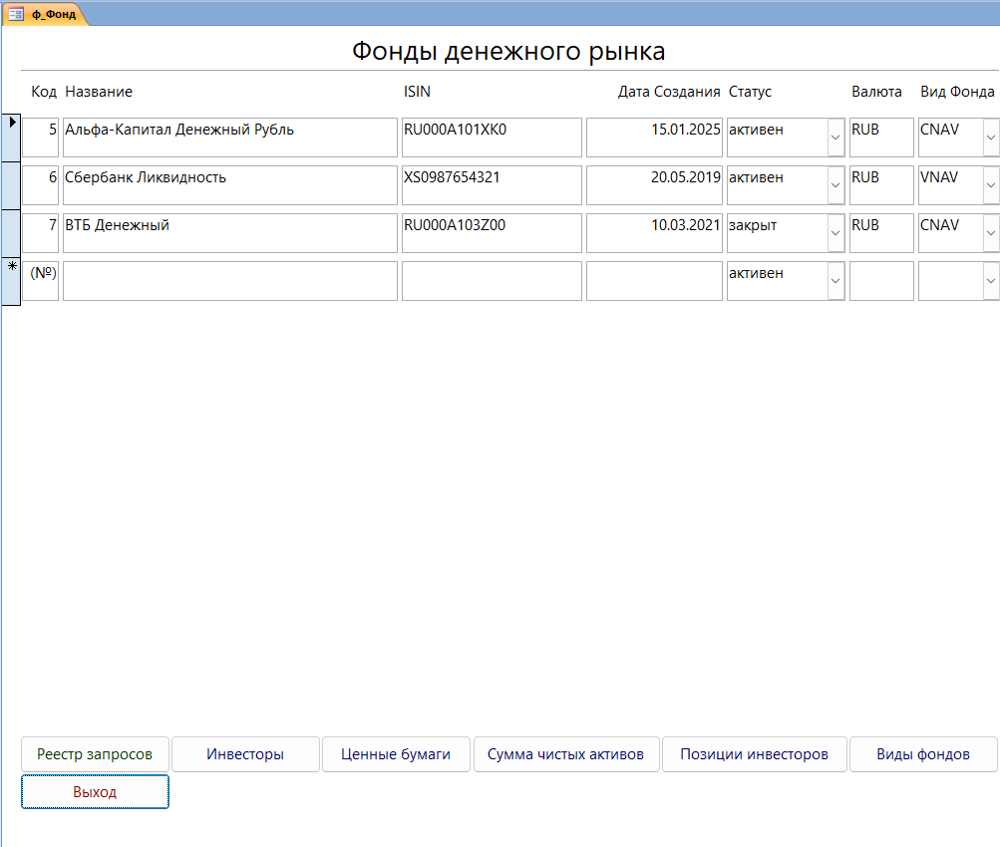 ф_Фонд
Фонды денежного рынка
Код Название ISIN Дата Создания Статус Валюта Вид Фонда
5 Альфа-Капитал Денежный Рубль RU000A101XK0 15.01.2025 активен RUB CNAV
6 Сбербанк Ликвидность XS0987654321 20.05.2019 активен RUB VNAV
7 ВТБ Денежный RU000A103Z00 10.03.2021 закрыт RUB CNAV
(№) активен
Реестр запросов Инвесторы Ценные бумаги Сумма чистых активов Позиции инвесторов Виды фондов
Выход